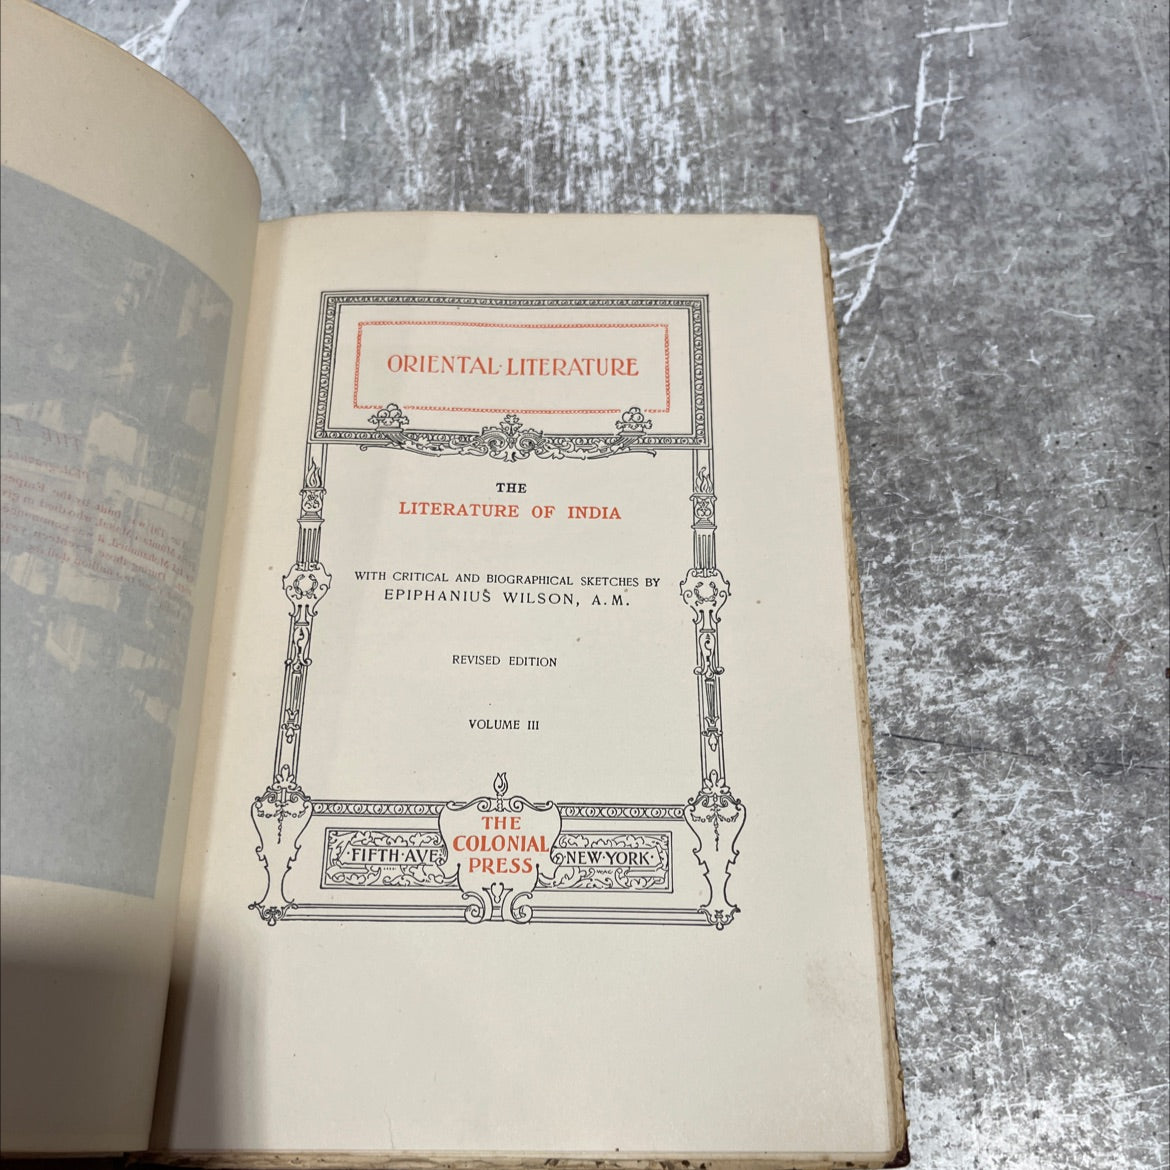 ORIENTAL·LITERATURE
THE
LITERATURE OF INDIA
WITH CRITICAL AND BIOGRAPHICAL SKETCHES BY
EPIPHANIUS WILSON, A.M.
REVISED EDITION
VOLUME III
THE
COLONIAL
PRESS
·FIFTH·AVE·
·NEW·YORK·